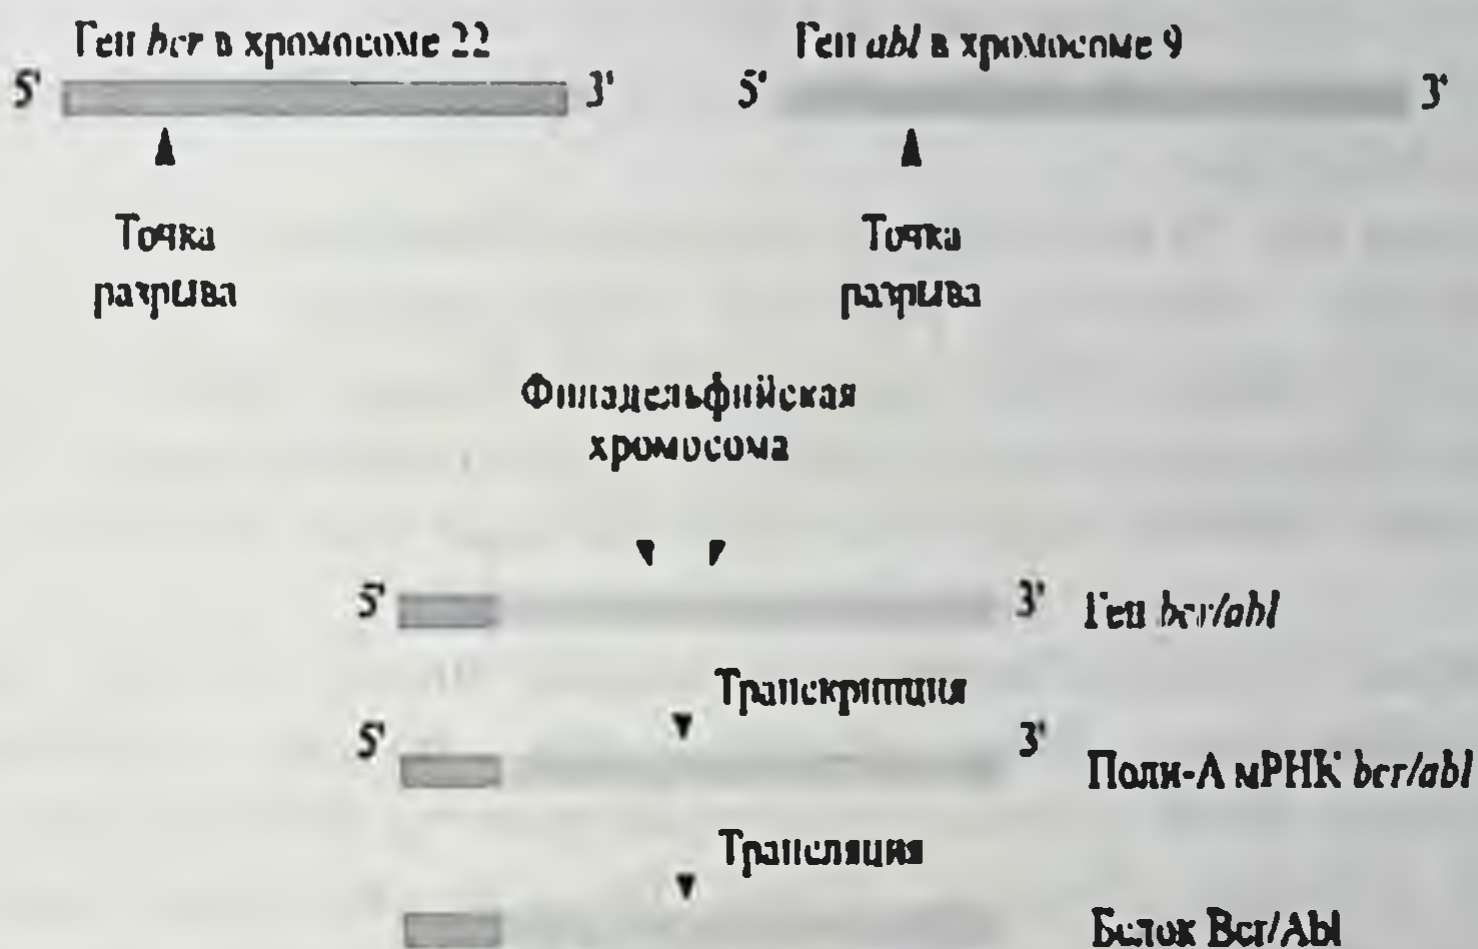 Ген bcr в хромосоме 22
Ген abl в хромосоме 9
5' 3'
5' 3'
Точка
разрыва
Точка
разрыва
Филадельфийская
хромосома
5' 3' Ген bcr/abl
Транскрипция
5' 3' Поли-А мРНК bcr/abl
Трансляция
Белок Bcr/Abl